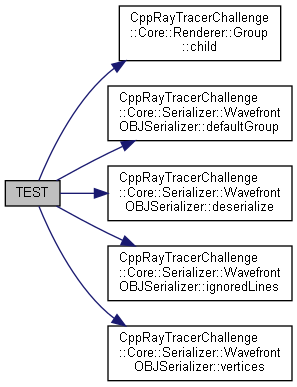 CppRayTracerChallenge
::Core::Renderer::Group
::child
CppRayTracerChallenge
::Core::Serializer::Wavefront
OBJSerializer::defaultGroup
TEST
CppRayTracerChallenge
::Core::Serializer::Wavefront
OBJSerializer::deserialize
CppRayTracerChallenge
::Core::Serializer::Wavefront
OBJSerializer::ignoredLines
CppRayTracerChallenge
::Core::Serializer::Wavefront
OBJSerializer::vertices